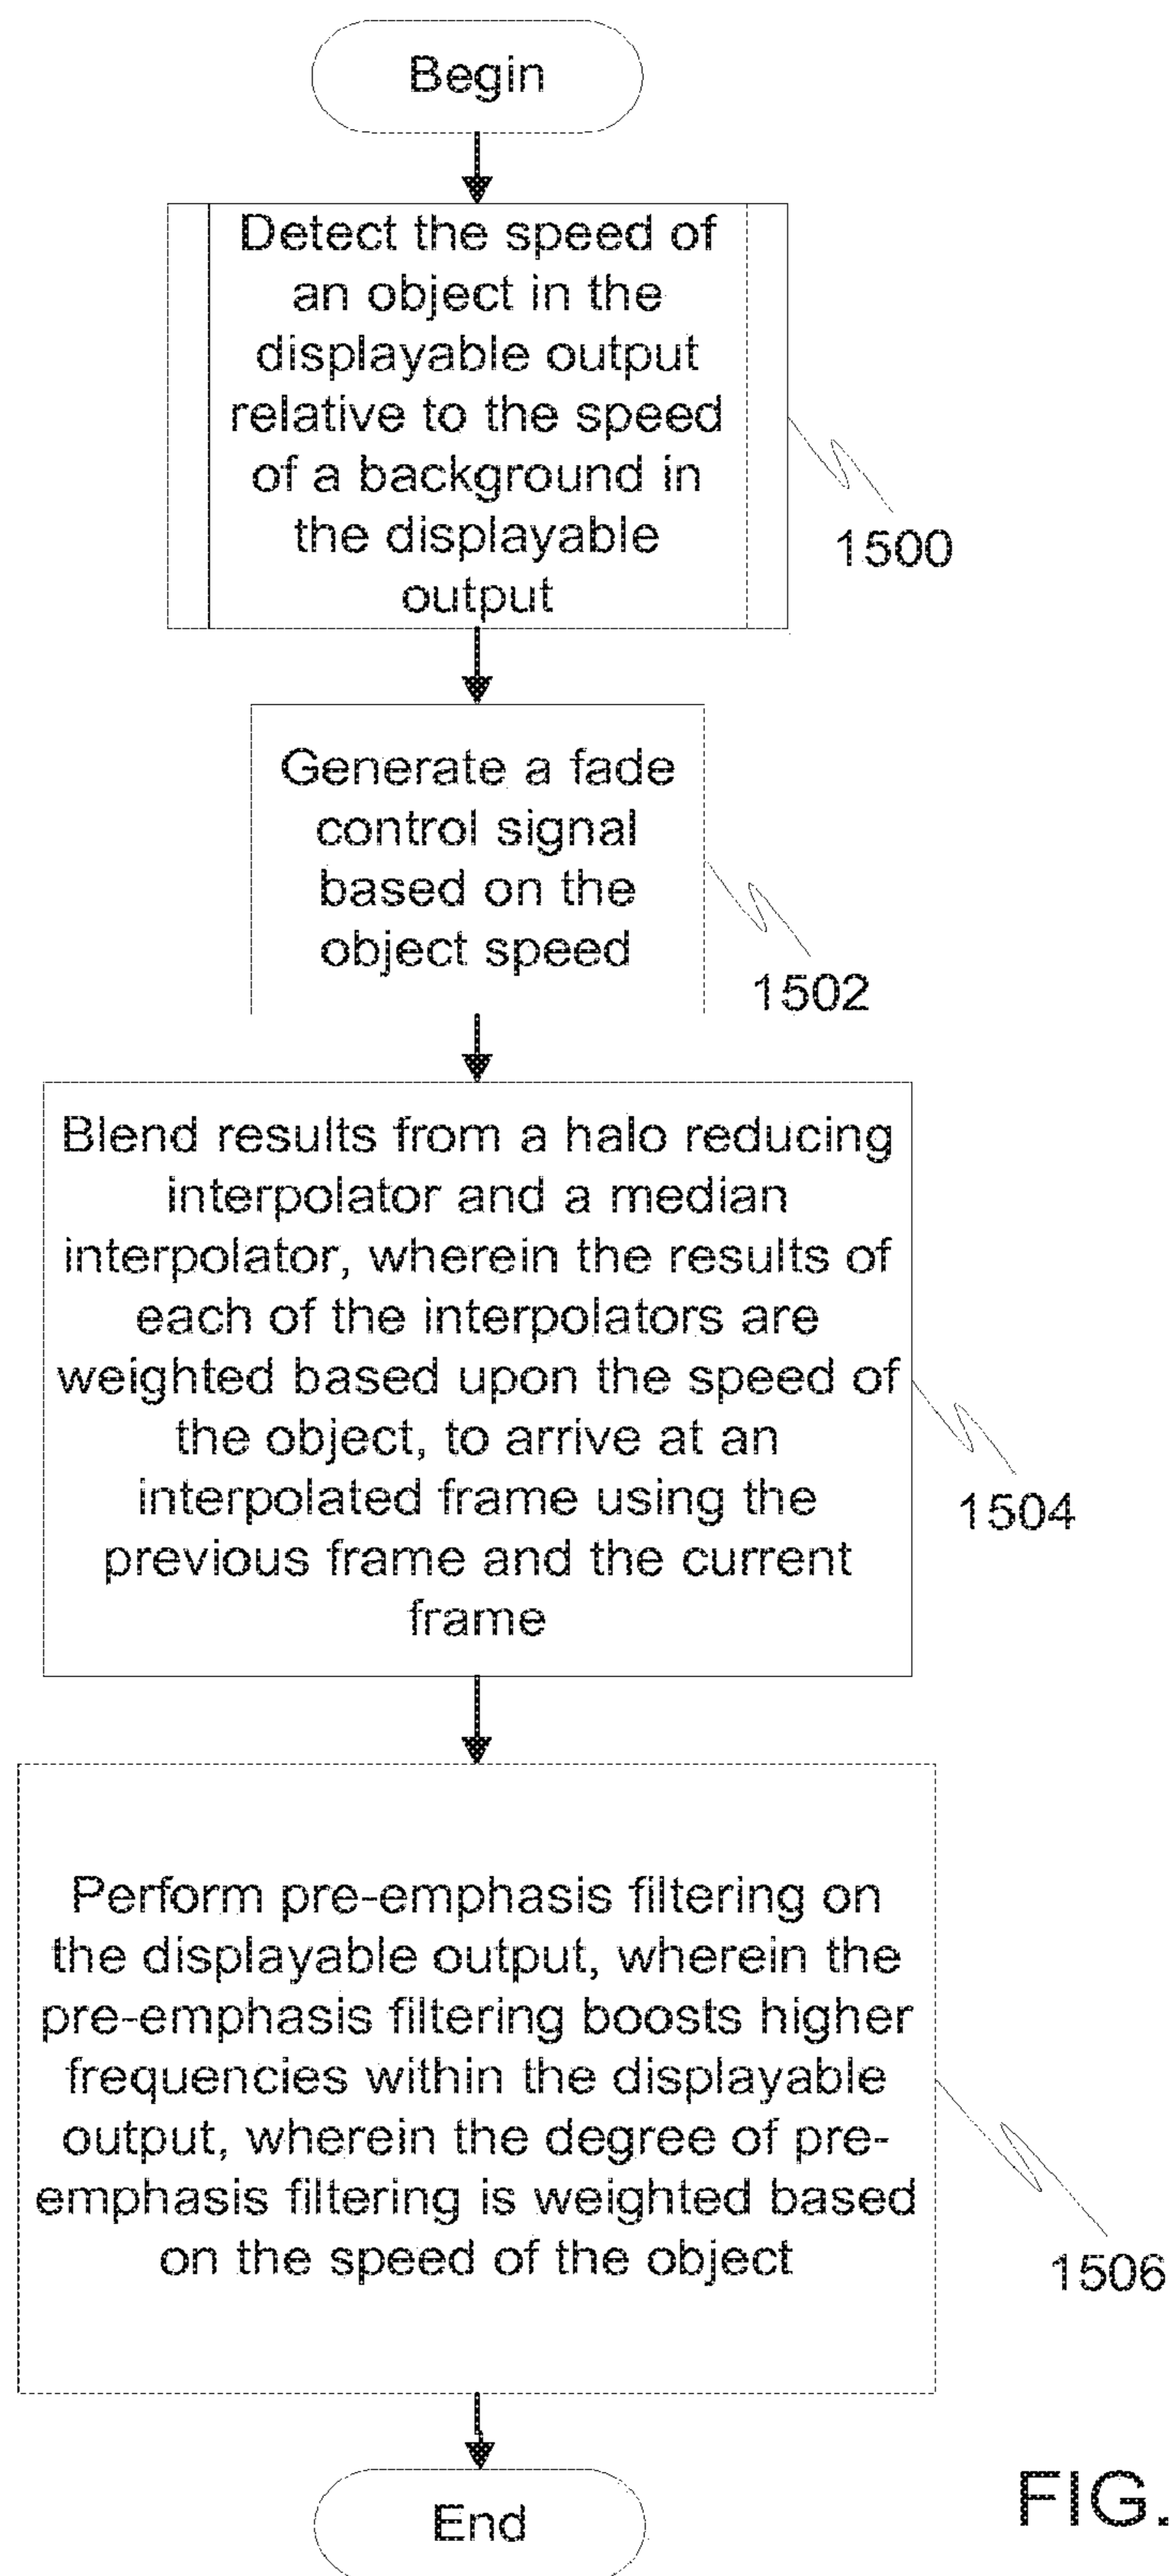 Begin
Detect the speed of
an object in the
displayable output
relative to the speed
of a background in
the displayable
output
1500
Generate a fade
control signal
based on the
object speed
1502
Blend results from a halo reducing
interpolator and a median
interpolator, wherein the results of
each of the interpolators are
weighted based upon the speed of
the object, to arrive at an
interpolated frame using the
previous frame and the current
frame
1504
Perform pre-emphasis filtering on
the displayable output, wherein the
pre-emphasis filtering boosts higher
frequencies within the displayable
output, wherein the degree of pre-
emphasis filtering is weighted based
on the speed of the object
1506
End
FIG.